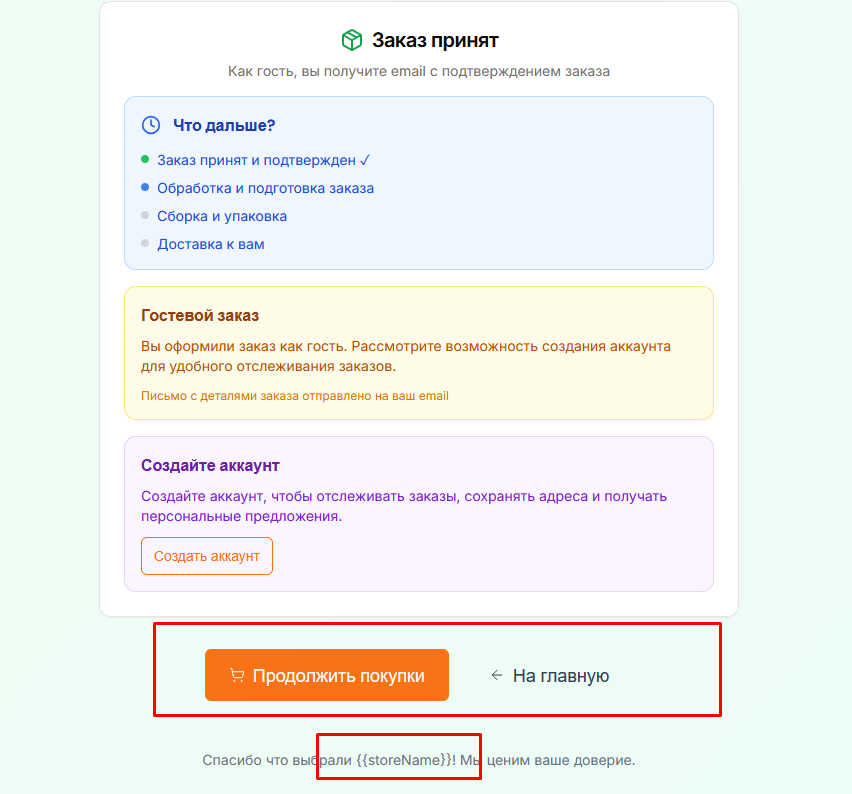 Заказ принят
Как гость, вы получите email с подтверждением заказа
Что дальше?
Заказ принят и подтвержден ✓
Обработка и подготовка заказа
Сборка и упаковка
Доставка к вам
Гостевой заказ
Вы оформили заказ как гость. Рассмотрите возможность создания аккаунта
для удобного отслеживания заказов.
Письмо с деталями заказа отправлено на ваш email
Создайте аккаунт
Создайте аккаунт, чтобы отслеживать заказы, сохранять адреса и получать
персональные предложения.
Создать аккаунт
Продолжить покупки
← На главную
Спасибо что выбрали {{storeName}}! Мы ценим ваше доверие.